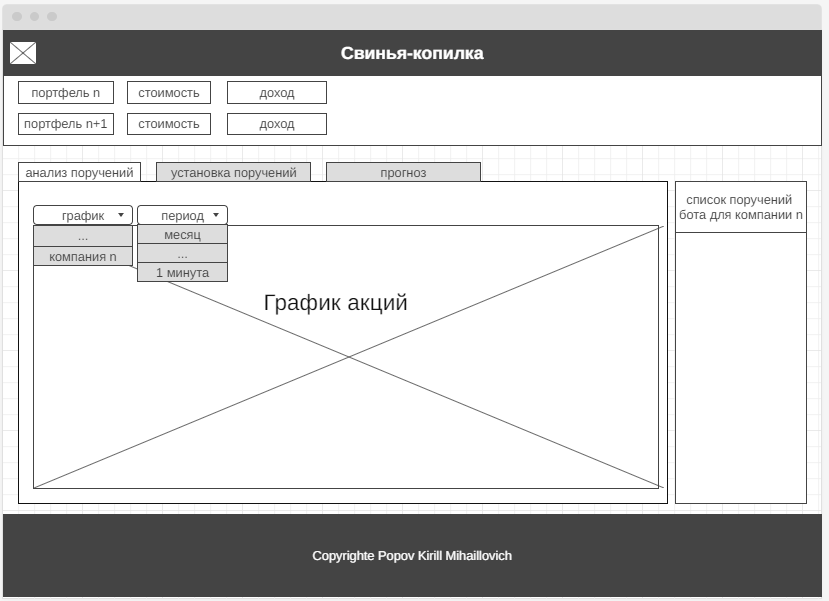 Свинья-копилка
портфель n
стоимость
доход
портфель n+1
стоимость
доход
анализ поручений
установка поручений
прогноз
график
период
...
компания n
месяц
...
1 минута
График акций
список поручений
бота для компании n
Copyrighte Popov Kirill Mihaillovich